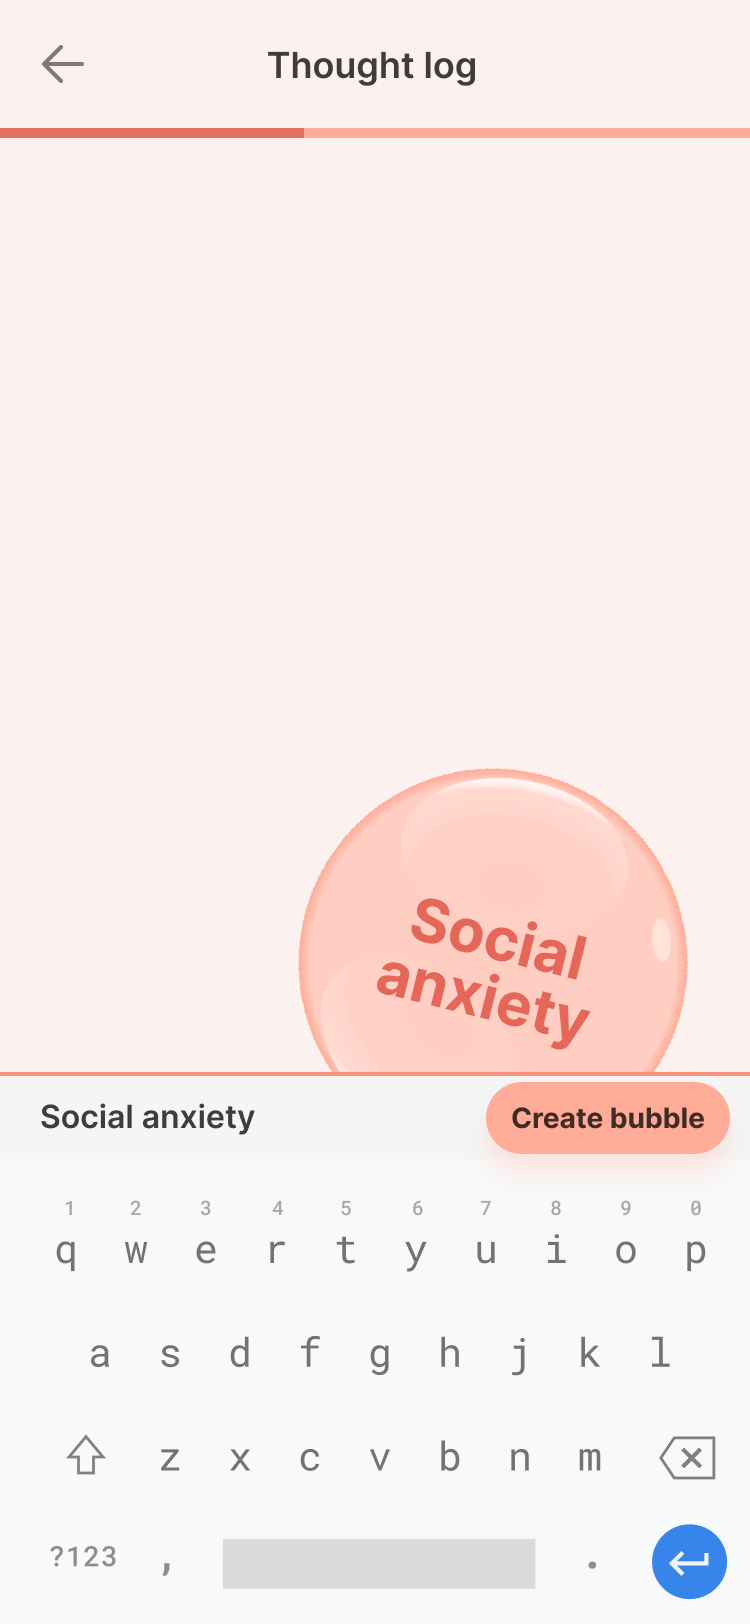 Thought log
Social
anxiety
Social anxiety
Create bubble
1 2 3 4 5 6 7 8 9 0
q w e r t y u i o p
a s d f g h j k l
z x c v b n m
?123 , .